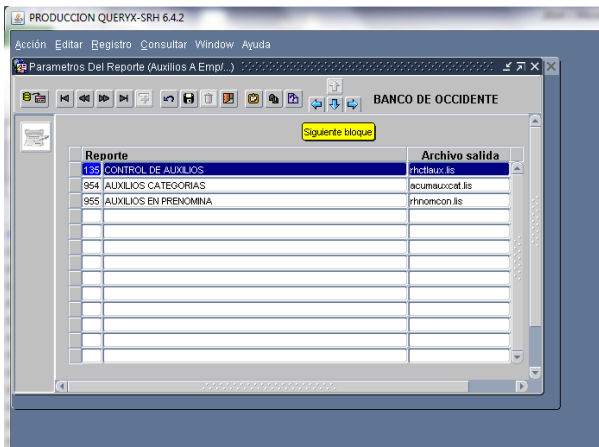 PRODUCCION QUERYX-SRH 6.4.2
Acción Editar Registro Consultar Window Ayuda
Parametros Del Reporte (Auxilios A Emp/...)
BANCO DE OCCIDENTE
Siguiente bloque
Reporte Archivo salida
135 CONTROL DE AUXILIOS rhctlaux.lis
954 AUXILIOS CATEGORIAS acumauxcat.lis
955 AUXILIOS EN PRENOMINA rhnomcon.lis